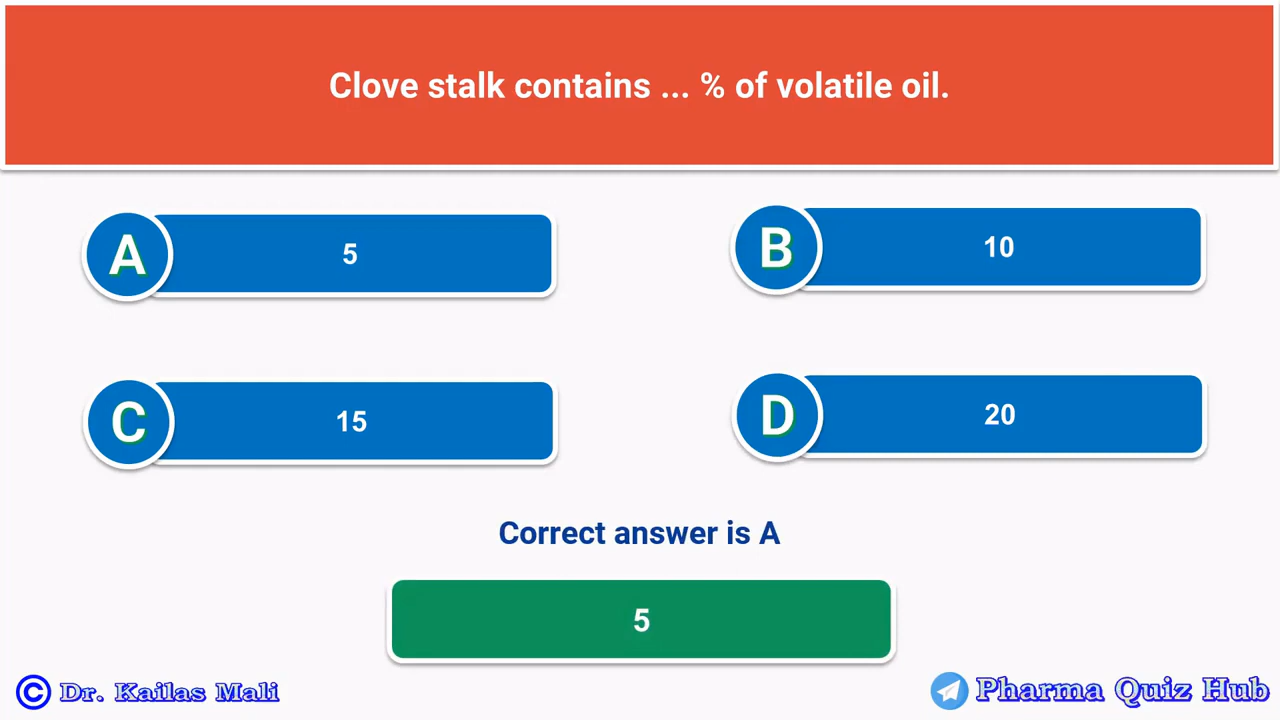 Clove stalk contains ... % of volatile oil.
A 5
B 10
C 15
D 20
Correct answer is A
5
© Dr. Kailas Mali
Pharma Quiz Hub